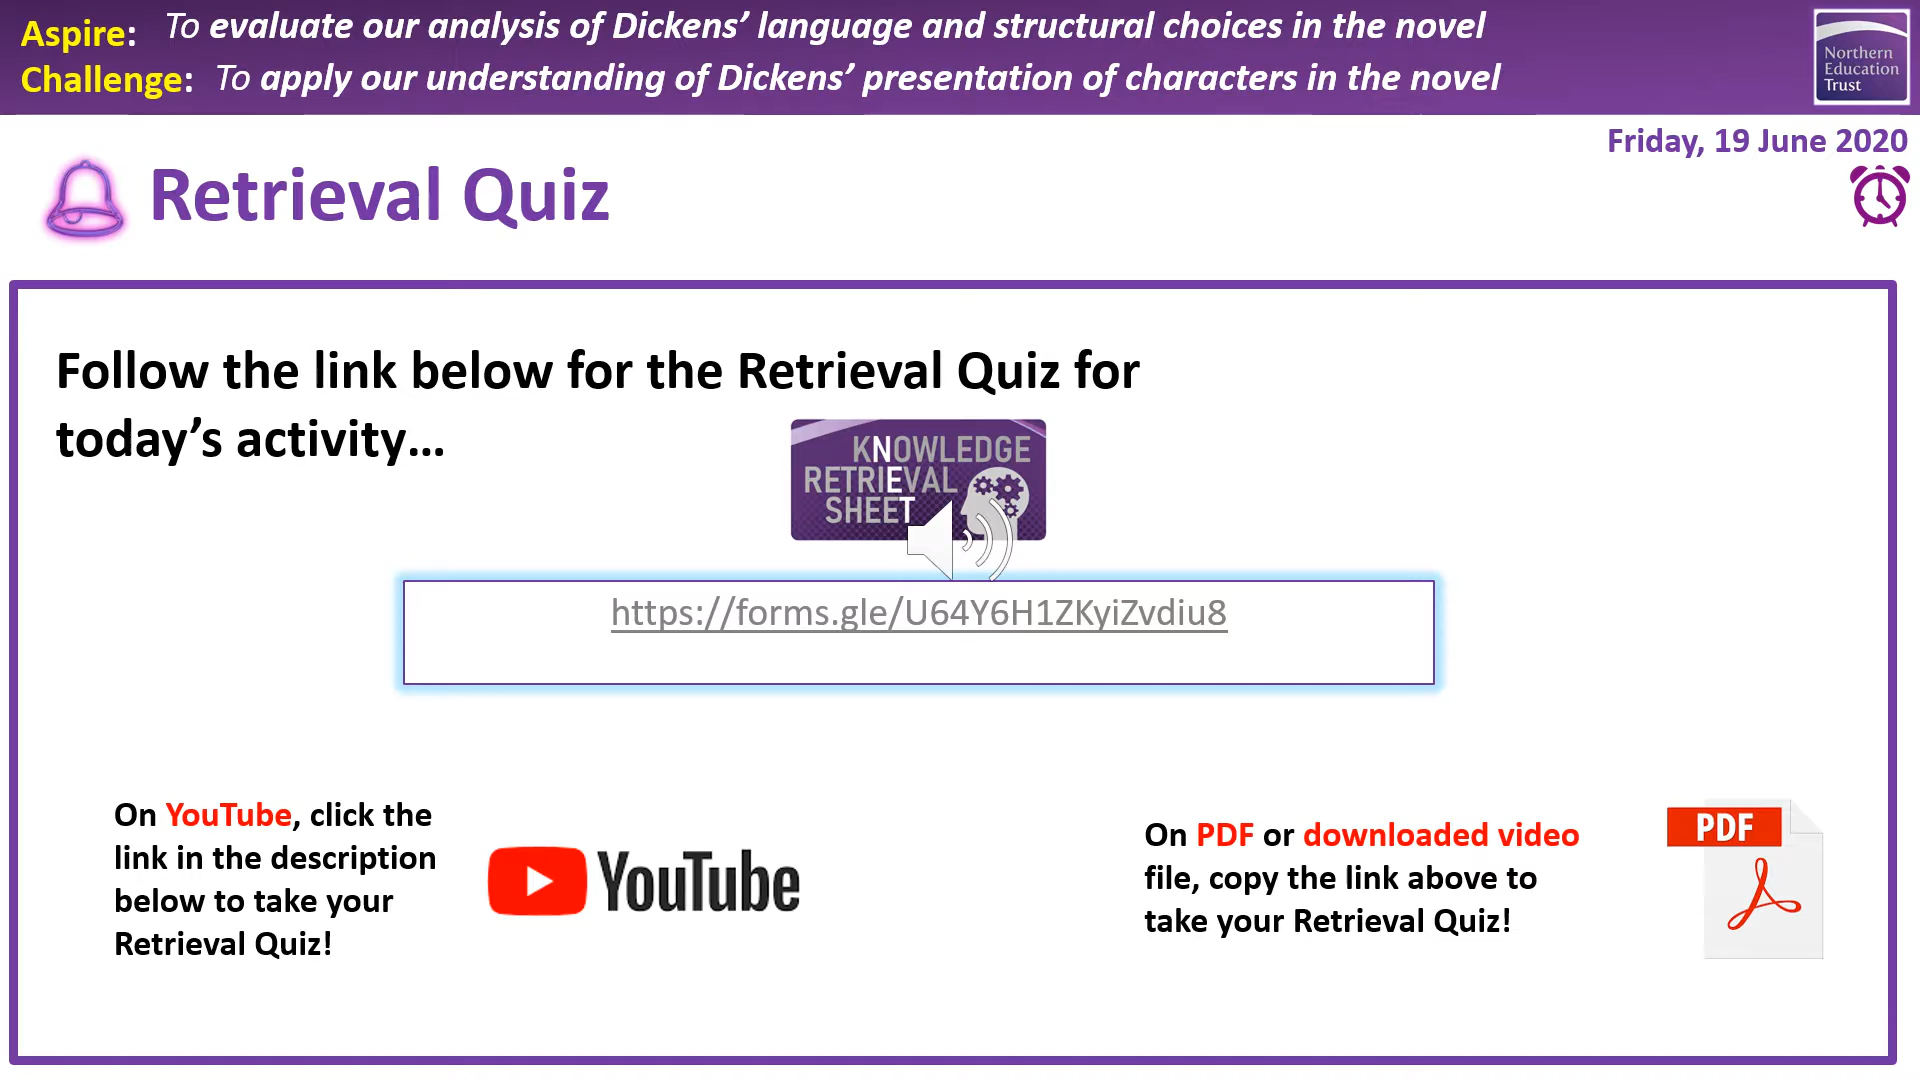 Aspire: To evaluate our analysis of Dickens’ language and structural choices in the novel
Challenge: To apply our understanding of Dickens’ presentation of characters in the novel
Northern
Education
Trust
Friday, 19 June 2020
Retrieval Quiz
Follow the link below for the Retrieval Quiz for
today’s activity…
KNOWLEDGE
RETRIEVAL
SHEET
https://forms.gle/U64Y6H1ZKyiZvdiu8
On YouTube, click the
link in the description
below to take your
Retrieval Quiz!
YouTube
On PDF or downloaded video
file, copy the link above to
take your Retrieval Quiz!
PDF